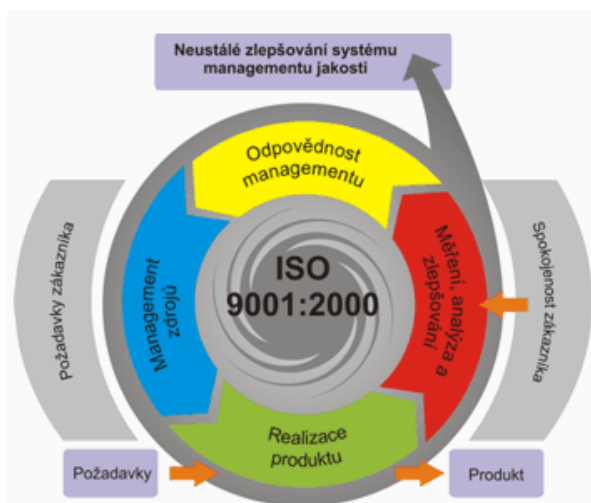 Neustálé zlepšování systému
managementu jakosti
Odpovědnost
managementu
Požadavky zákazníka
Management
zdrojů
ISO
9001:2000
Měření, analýza a
zlepšování
Spokojenost zákazníka
Realizace
produktu
Požadavky
Produkt